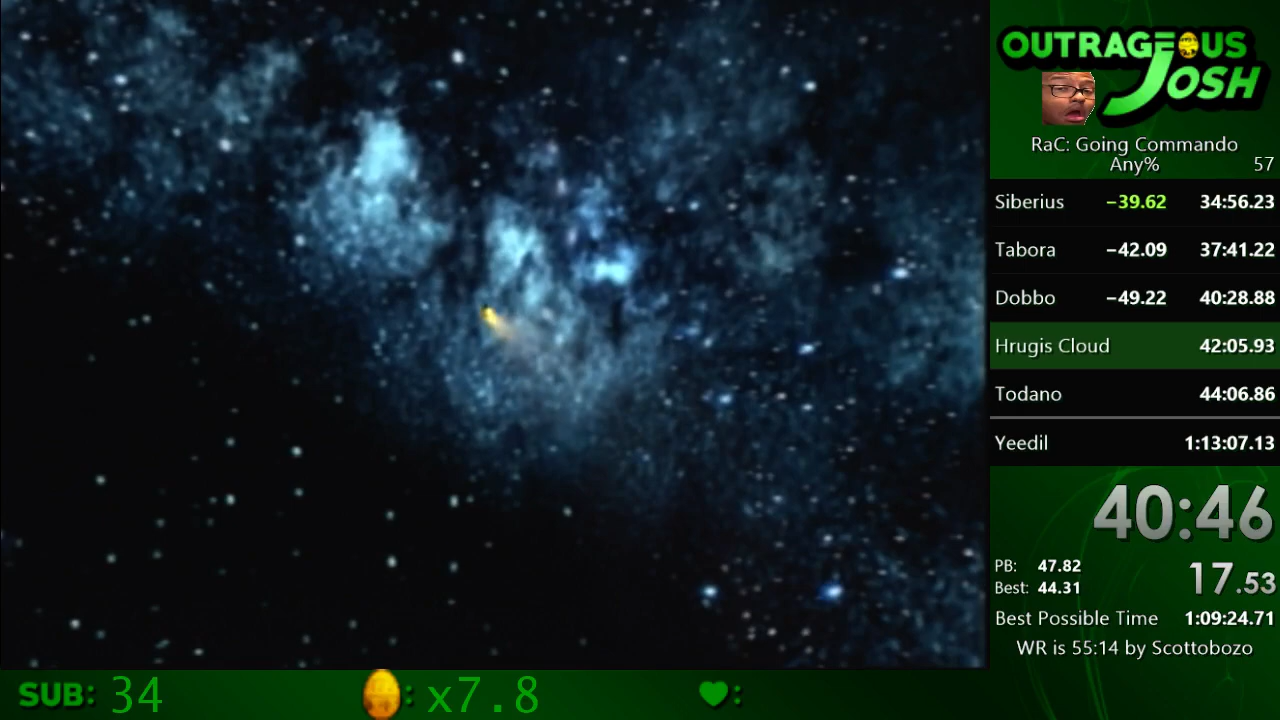 OUTRAGEOUS
JOSH
RaC: Going Commando
Any% 57
Siberius -39.62 34:56.23
Tabora -42.09 37:41.22
Dobbo -49.22 40:28.88
Hrugis Cloud 42:05.93
Todano 44:06.86
Yeedil 1:13:07.13
40:46
PB: 47.82
17.53
Best: 44.31
Best Possible Time 1:09:24.71
WR is 55:14 by Scottobozo
SUB: 34 : x7.8 :